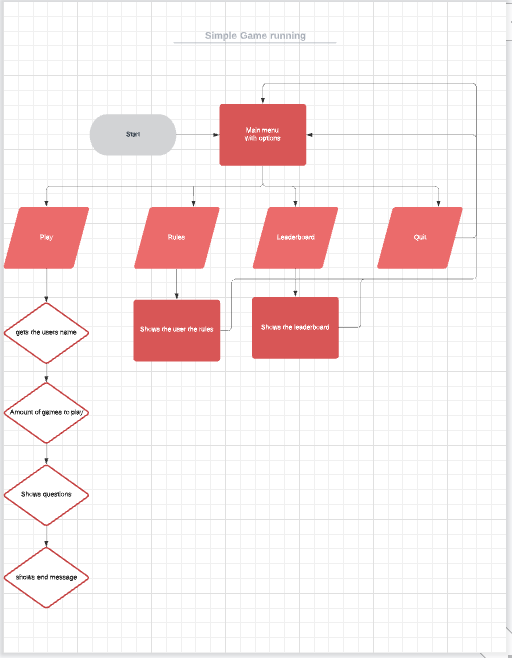 Simple Game running
Start
Main menu
with options
Play
Rules
Leaderboard
Quit
gets the users name
Shows the user the rules
Shows the leaderboard
Amount of games to play
Shows questions
shows end message